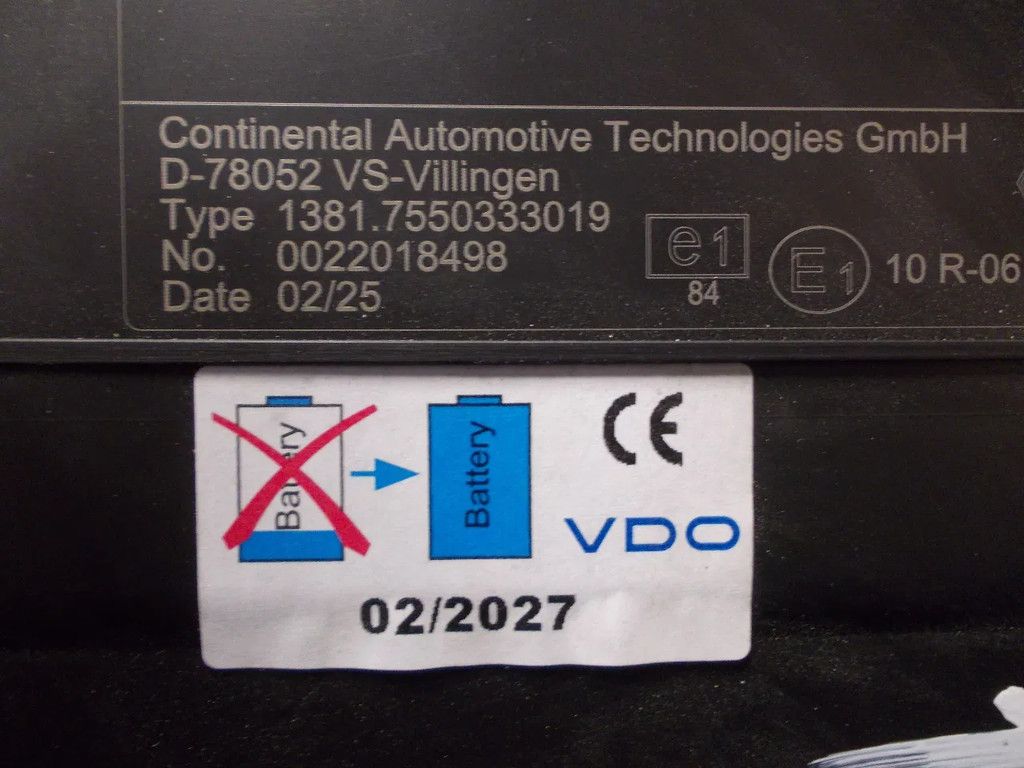 Continental Automotive Technologies GmbH
D-78052 VS-Villingen
Type 1381.7550333019
No. 0022018498
Date 02/25
e1
84
E1
10 R-06
Battery
Battery
CE
VDO
02/2027